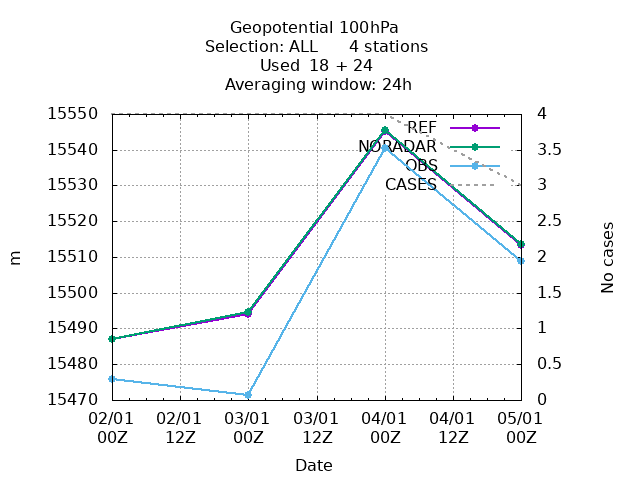 Geopotential 100hPa
Selection: ALL      4 stations
Used  18 + 24
Averaging window: 24h
15550
15540
15530
15520
15510
15500
15490
15480
15470
m
4
3.5
3
2.5
2
1.5
1
0.5
0
No cases
REF
NORADAR
OBS
CASES
02/01 02/01 03/01 03/01 04/01 04/01 05/01
00Z 12Z 00Z 12Z 00Z 12Z 00Z
Date